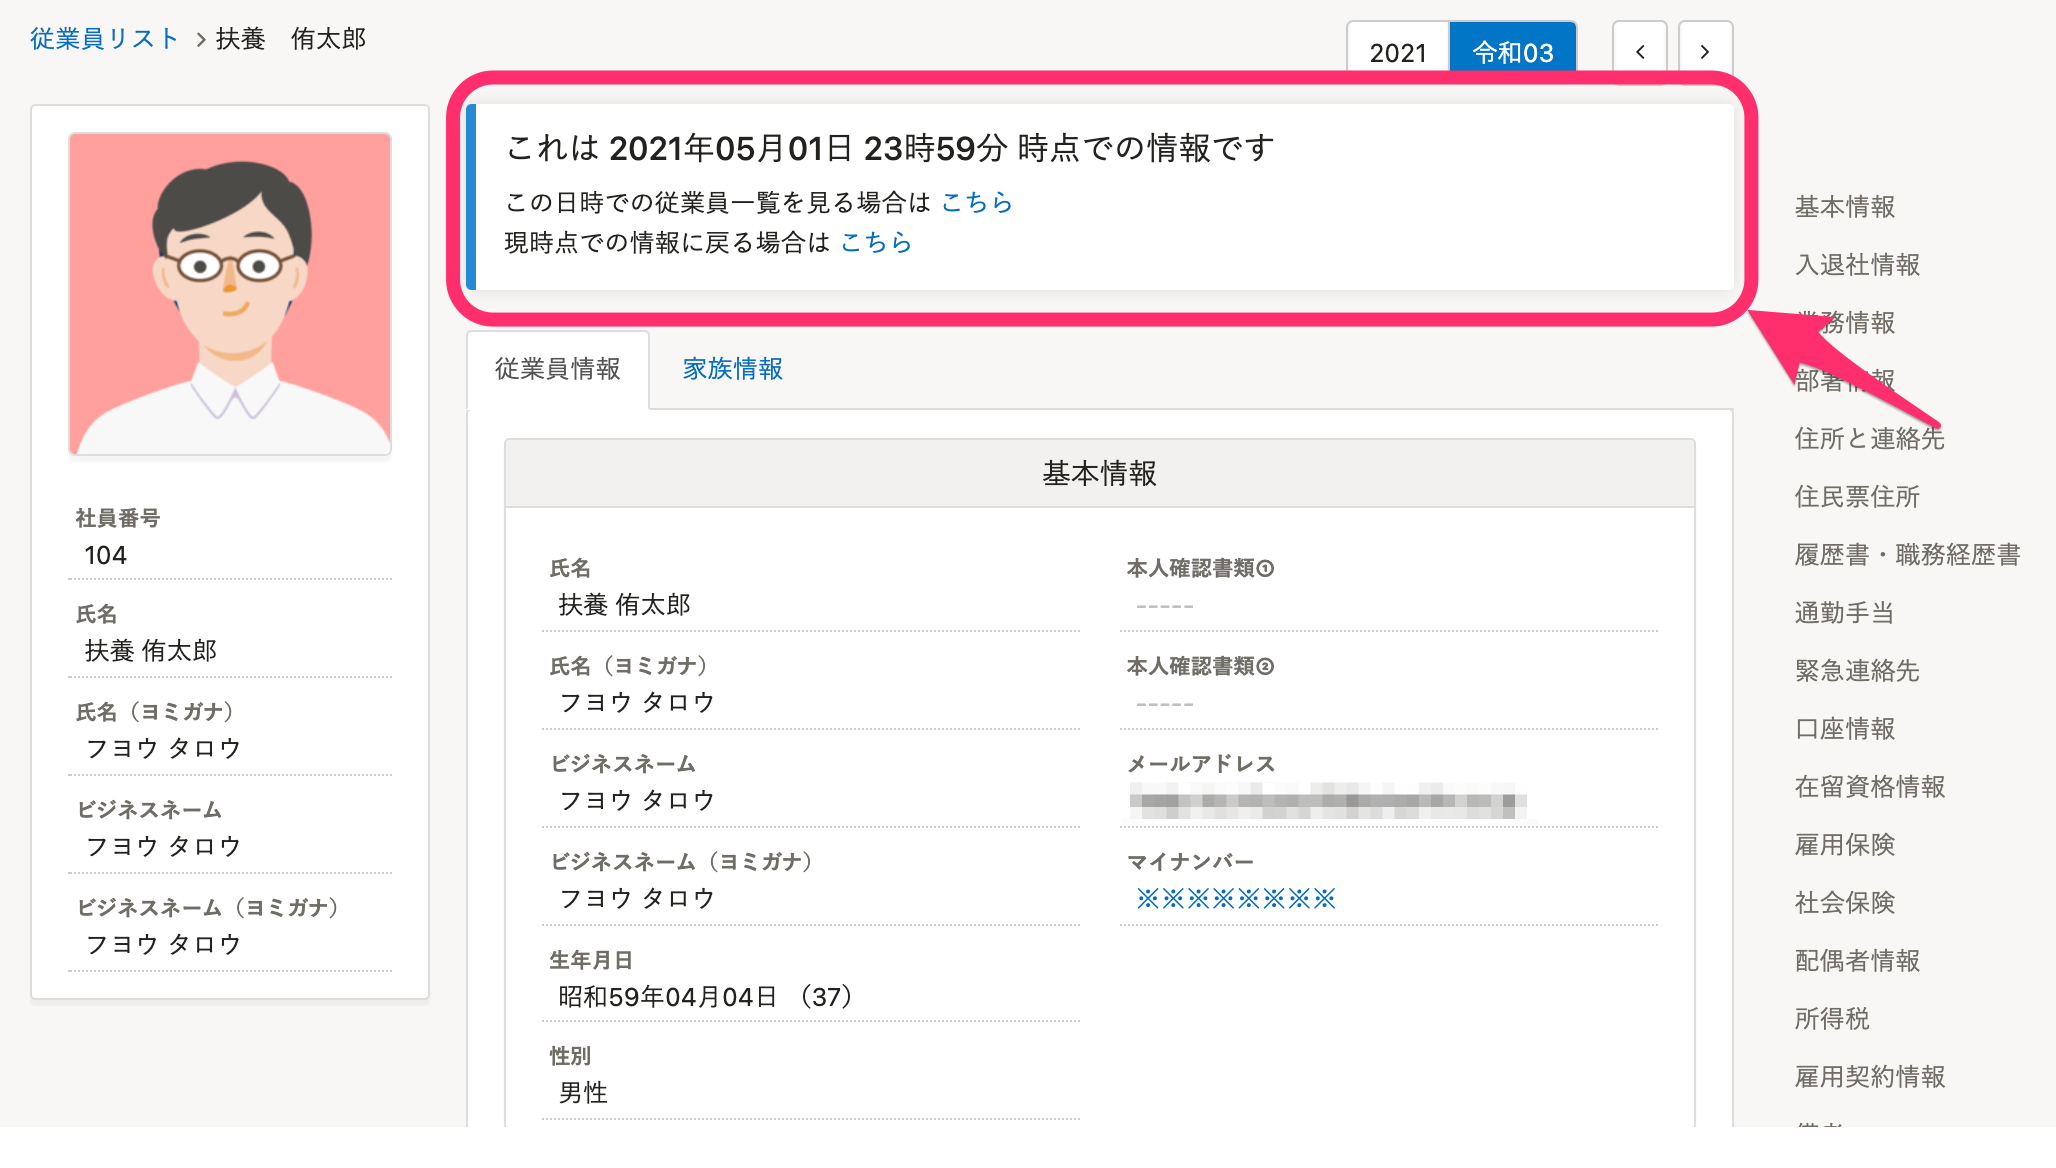 従業員リスト > 扶養　侑太郎
2021 令和03 < >
これは 2021年05月01日 23時59分 時点での情報です
この日時での従業員一覧を見る場合は こちら
現時点での情報に戻る場合は こちら
社員番号
104
氏名
扶養 侑太郎
氏名（ヨミガナ）
フヨウ タロウ
ビジネスネーム
フヨウ タロウ
ビジネスネーム（ヨミガナ）
フヨウ タロウ
従業員情報 家族情報
基本情報
氏名
扶養 侑太郎
氏名（ヨミガナ）
フヨウ タロウ
ビジネスネーム
フヨウ タロウ
ビジネスネーム（ヨミガナ）
フヨウ タロウ
生年月日
昭和59年04月04日 （37）
性別
男性
本人確認書類①
-----
本人確認書類②
-----
メールアドレス
マイナンバー
※※※※※※※※
基本情報
入退社情報
業務情報
部署情報
住所と連絡先
住民票住所
履歴書・職務経歴書
通勤手当
緊急連絡先
口座情報
在留資格情報
雇用保険
社会保険
配偶者情報
所得税
雇用契約情報